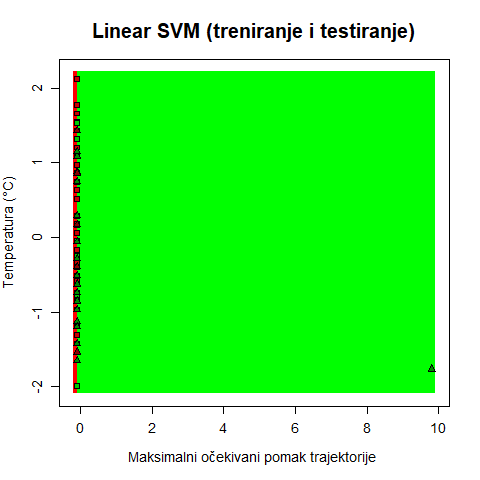 Linear SVM (treniranje i testiranje)
Temperatura (°C)
2
1
0
-1
-2
0 2 4 6 8 10
Maksimalni očekivani pomak trajektorije